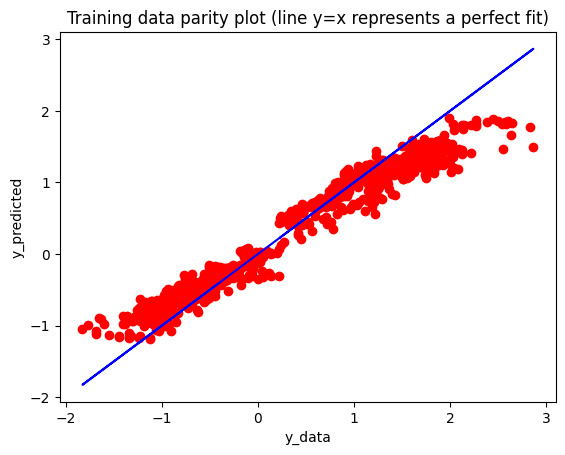 Training data parity plot (line y=x represents a perfect fit)
3
2
1
0
−1
−2
y_predicted
−2 −1 0 1 2 3
y_data